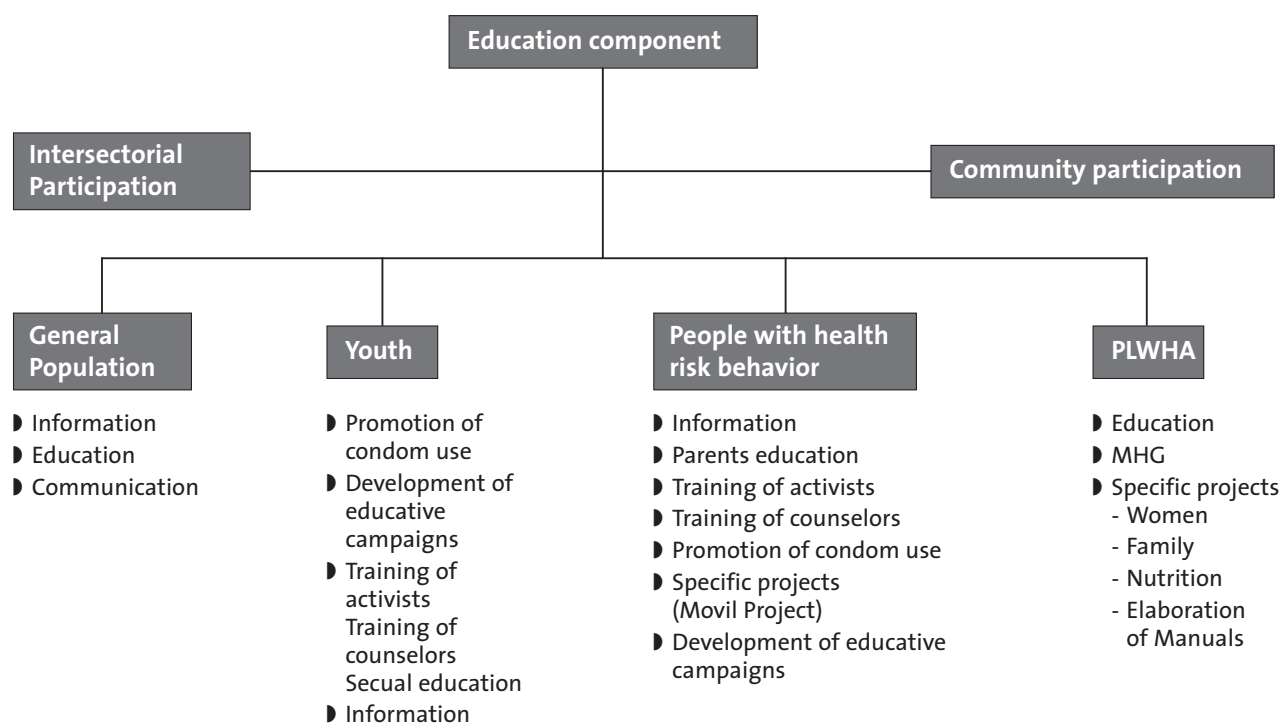 Education component
Intersectorial
Participation
Community participation
General
Population
◗ Information
◗ Education
◗ Communication
Youth
◗ Promotion of
condom use
◗ Development of
educative
campaigns
◗ Training of
activists
Training of
counselors
Secual education
◗ Information
People with health
risk behavior
◗ Information
◗ Parents education
◗ Training of activists
◗ Training of counselors
◗ Promotion of condom use
◗ Specific projects
(Movil Project)
◗ Development of educative
campaigns
PLWHA
◗ Education
◗ MHG
◗ Specific projects
- Women
- Family
- Nutrition
- Elaboration
of Manuals